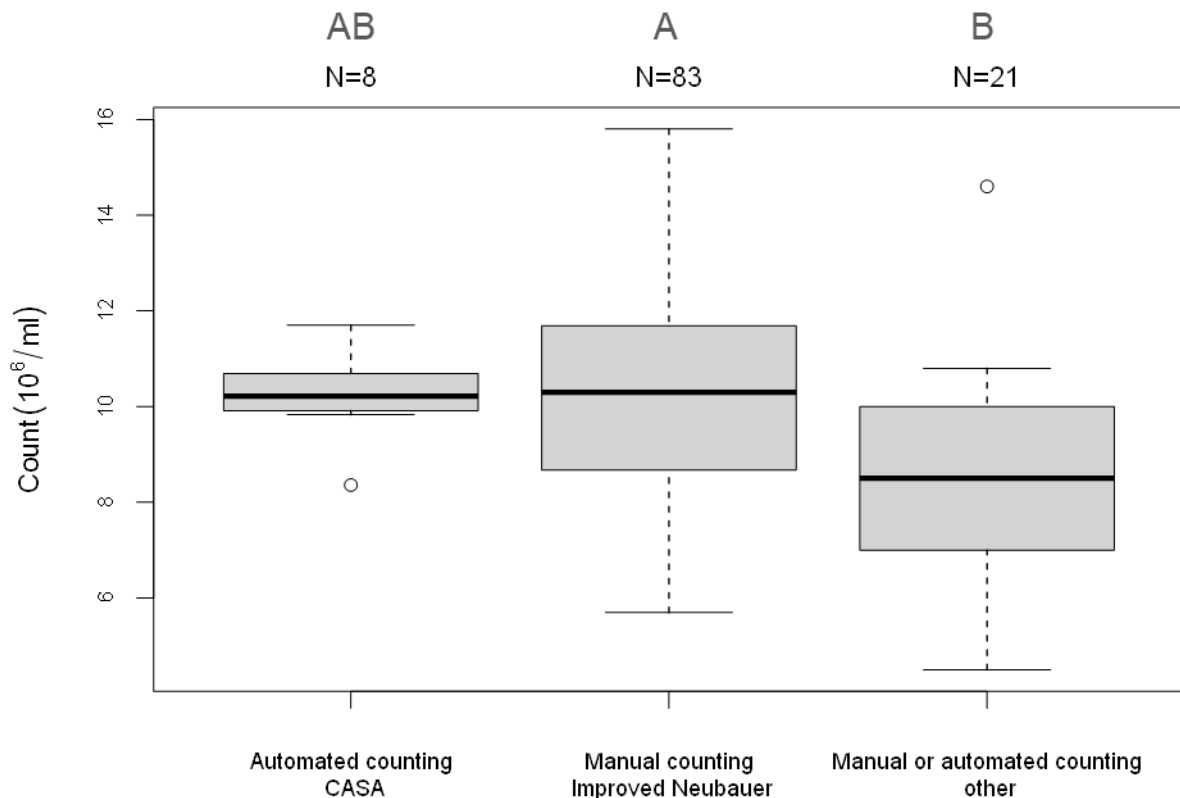 AB A B
N=8 N=83 N=21
16
14
12
10
8
6
Count (10⁶/ml)
Automated counting
CASA
Manual counting
Improved Neubauer
Manual or automated counting
other